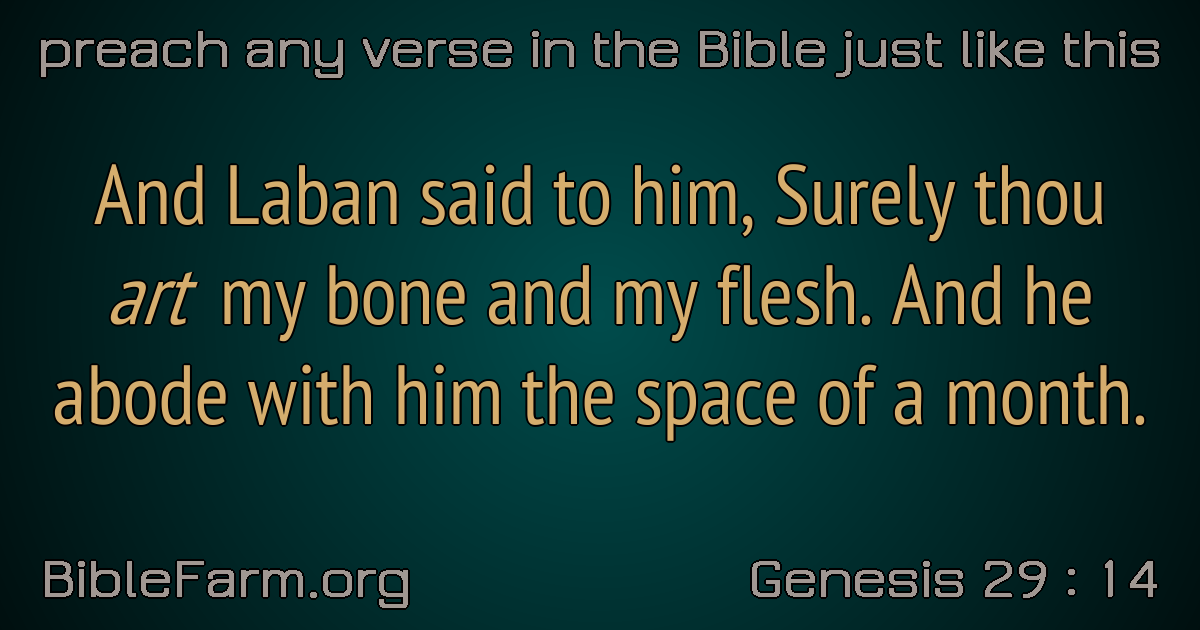 preach any verse in the Bible just like this
And Laban said to him, Surely thou
art my bone and my flesh. And he
abode with him the space of a month.
BibleFarm.org
Genesis 29 : 14